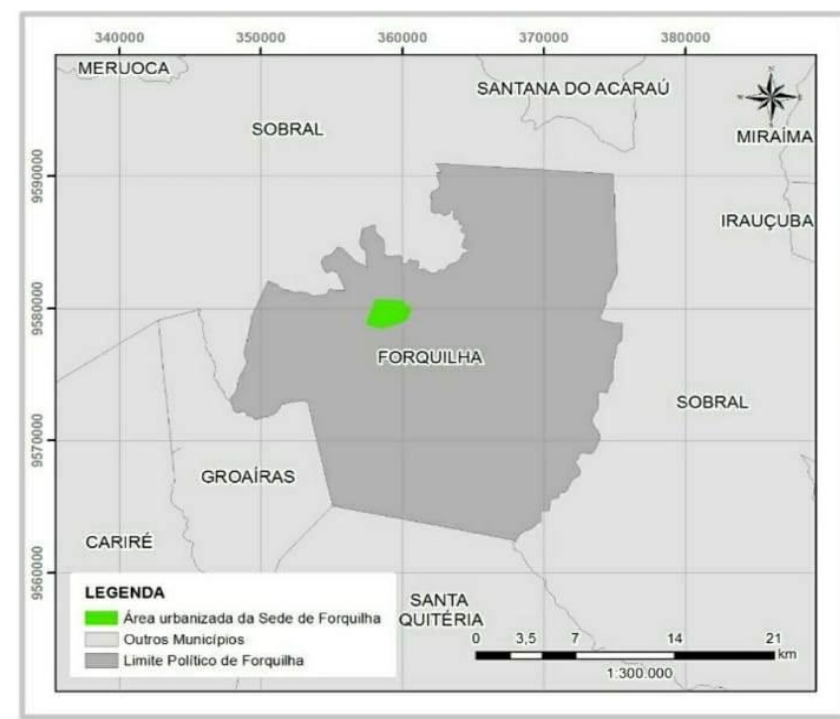 340000 350000 360000 370000 380000
MERUOCA
SANTANA DO ACARAÚ
N
SOBRAL
MIRAÍMA
9590000
IRAUÇUBA
9580000
FORQUILHA
SOBRAL
9570000
GROAÍRAS
CARIRÉ
9560000
LEGENDA
Área urbanizada da Sede de Forquilha
Outros Municípios
Limite Político de Forquilha
SANTA
QUITÉRIA
0 3,5 7 14 21
km
1:300.000